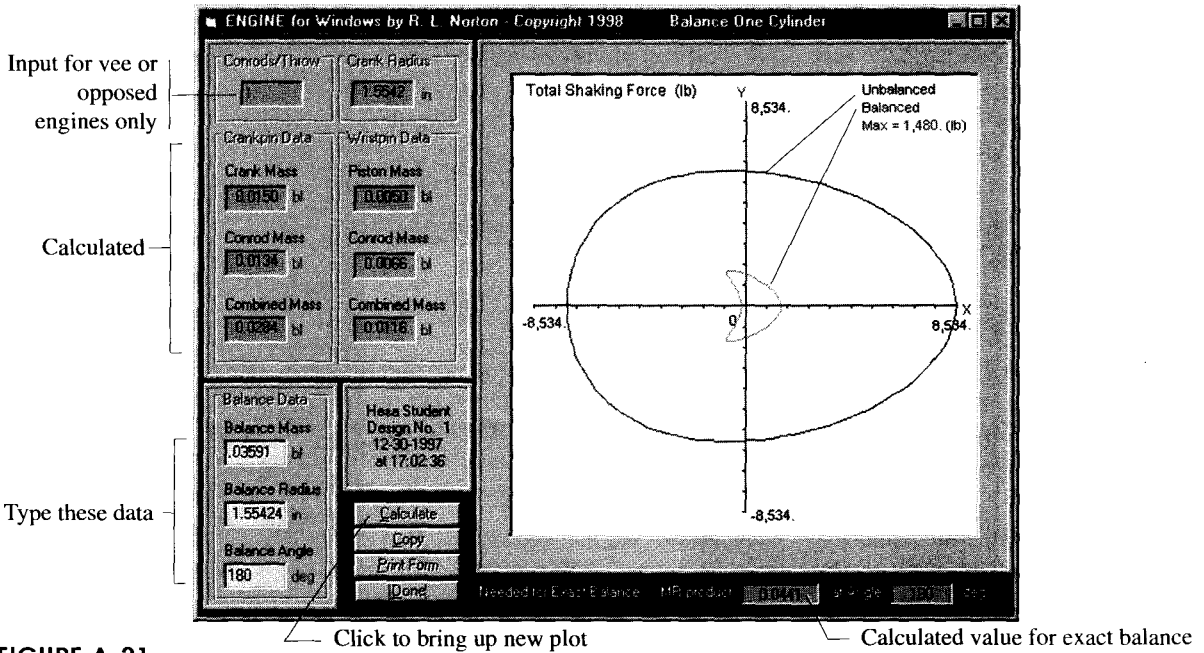 ENGINE for Windows by R. L. Norton - Copyright 1998 Balance One Cylinder
Input for vee or
opposed
engines only
Conrods/Throw
1
Crank Radius
1.5542 in
Crankpin Data
Crank Mass
0.0150 bl
Conrod Mass
0.0134 bl
Combined Mass
0.0284 bl
Wristpin Data
Piston Mass
0.0050 bl
Conrod Mass
0.0066 bl
Combined Mass
0.0116 bl
Calculated
Total Shaking Force (lb)
Y
8,534.
Unbalanced
Balanced
Max = 1,480. (lb)
-8,534.
0
X
8,534.
-8,534.
Balance Data
Balance Mass
.03591 bl
Balance Radius
1.55424 in
Balance Angle
180 deg
Type these data
Hesa Student
Design No. 1
12-30-1997
at 17:02:36
Calculate
Copy
Print Form
Done
Needed for Exact Balance MR product 0.0441 at Angle 180 deg
Click to bring up new plot
Calculated value for exact balance